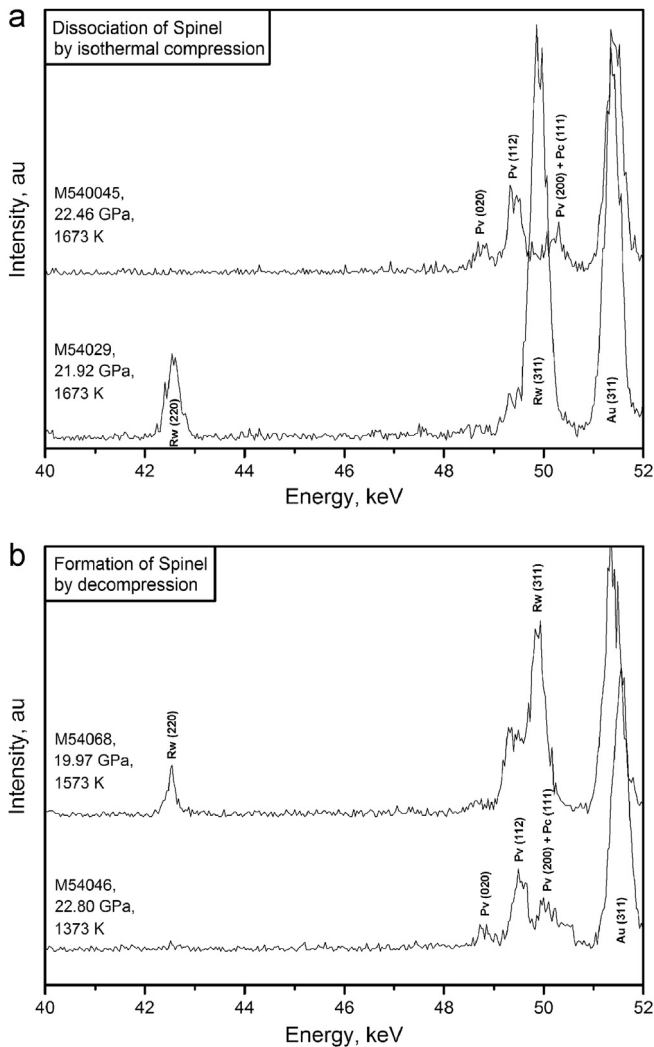 a
Dissociation of Spinel
by isothermal compression
Intensity, au
M540045,
22.46 GPa,
1673 K
Pv (020)
Pv (112)
Pv (200) + Pc (111)
M54029,
21.92 GPa,
1673 K
Rw (220)
Rw (311)
Au (311)
40 42 44 46 48 50 52
Energy, keV
b
Formation of Spinel
by decompression
Intensity, au
M54068,
19.97 GPa,
1573 K
Rw (220)
Rw (311)
M54046,
22.80 GPa,
1373 K
Pv (020)
Pv (112)
Pv (200) + Pc (111)
Au (311)
40 42 44 46 48 50 52
Energy, keV